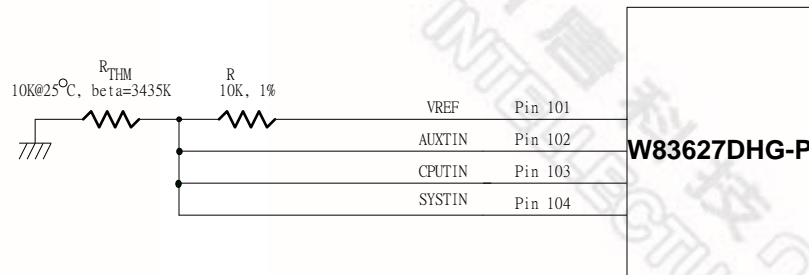 R THM
10K@25°C, beta=3435K
R
10K, 1%
VREF Pin 101
AUXTIN Pin 102
CPUTIN Pin 103
SYSTIN Pin 104
W83627DHG-P